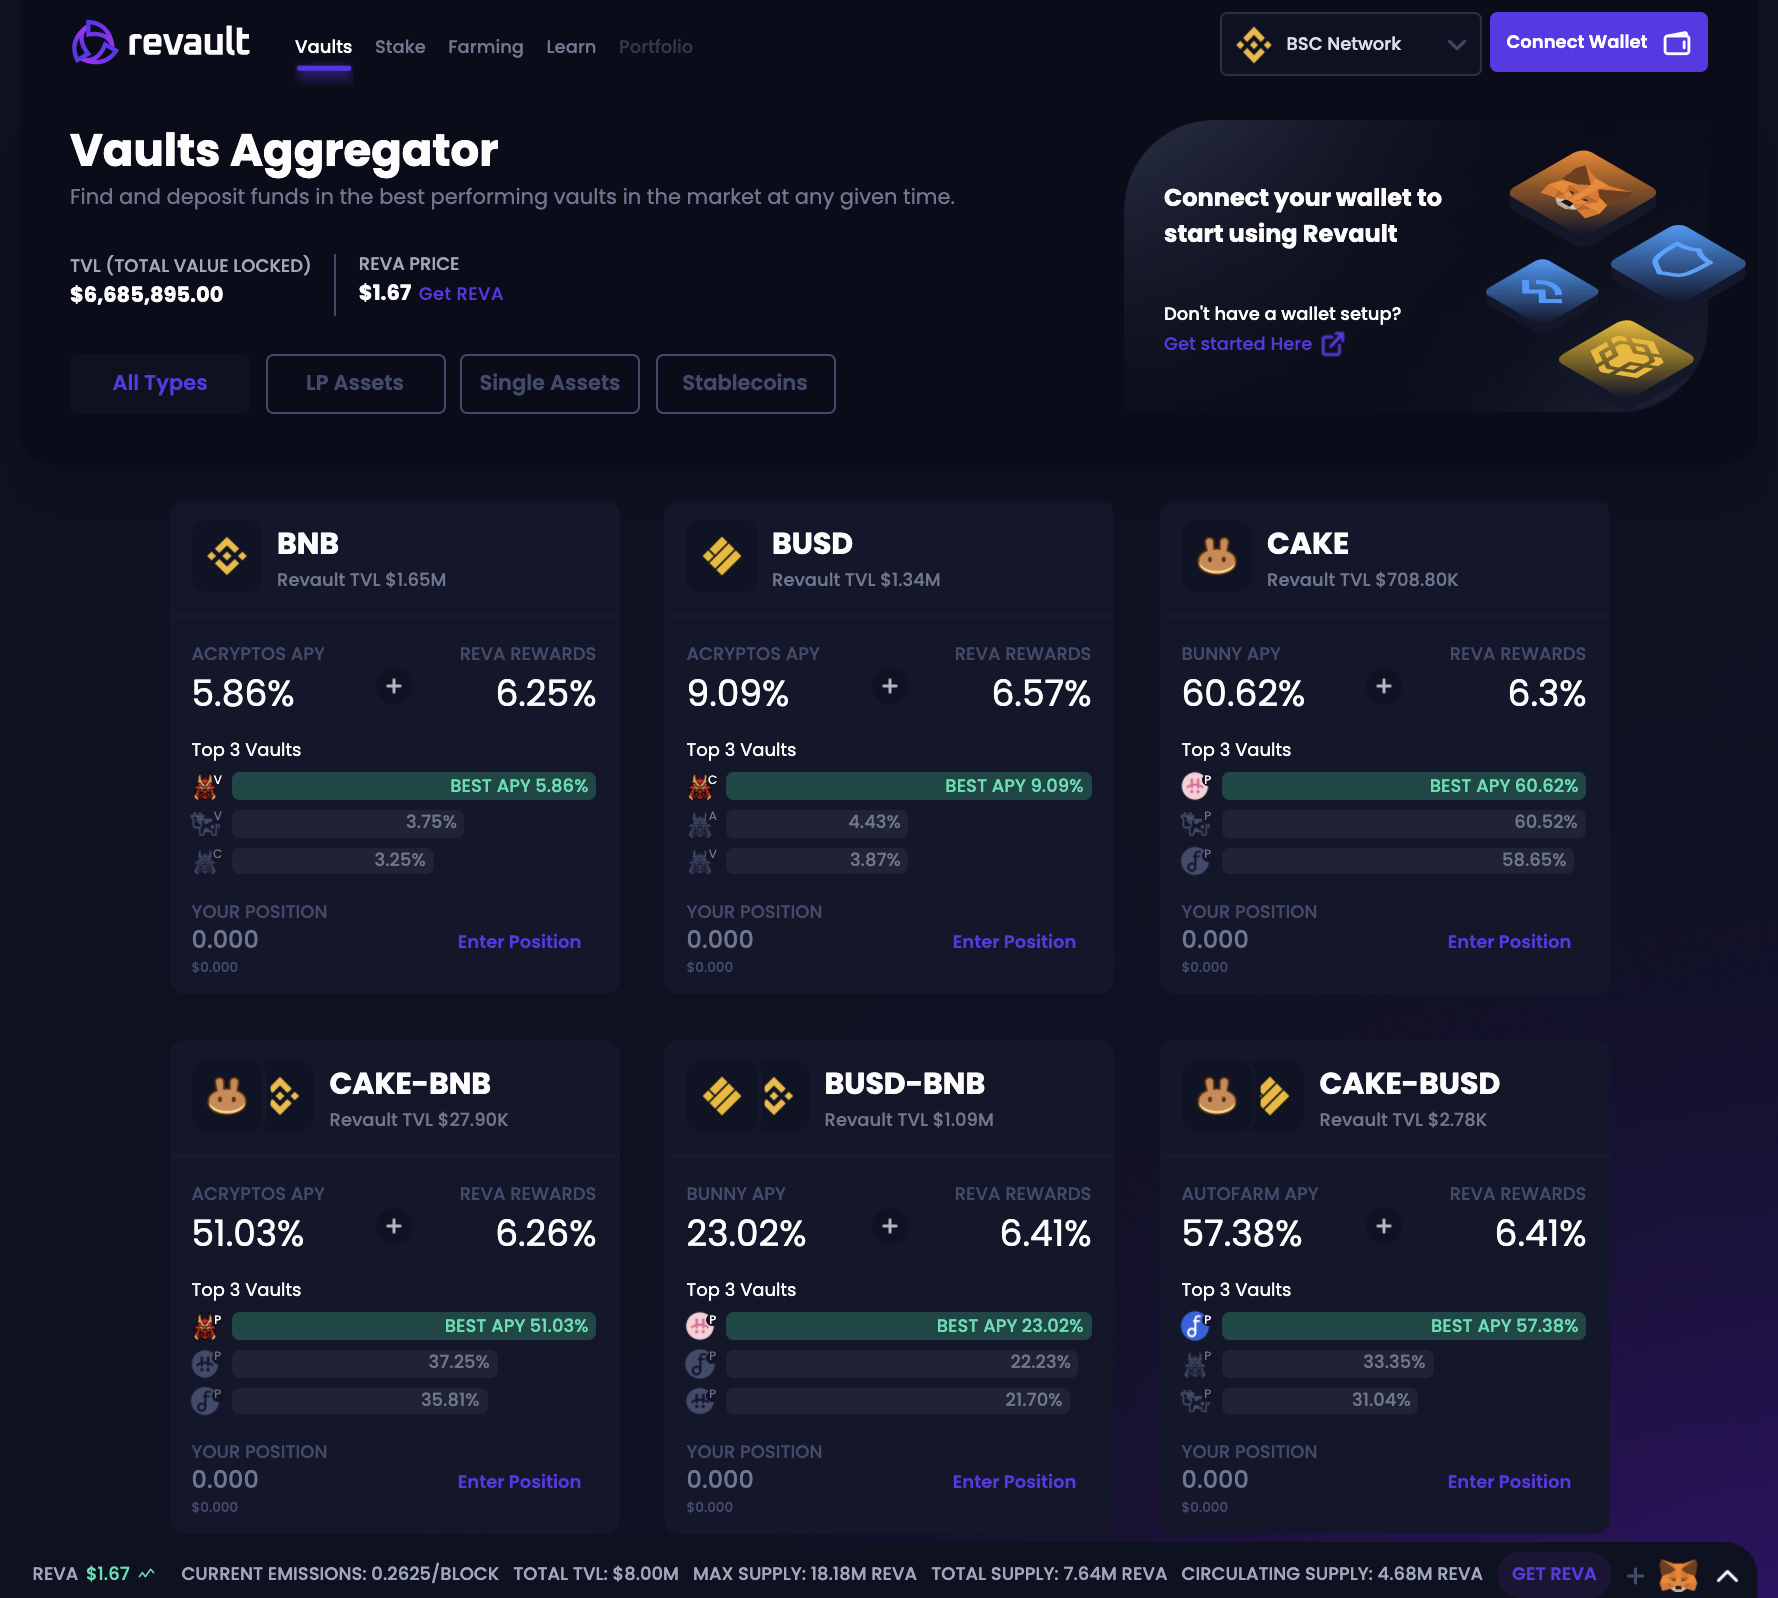 revault
Vaults Stake Farming Learn Portfolio
BSC Network
Connect Wallet
Vaults Aggregator
Find and deposit funds in the best performing vaults in the market at any given time.
TVL (TOTAL VALUE LOCKED)
$6,685,895.00
REVA PRICE
$1.67 Get REVA
Connect your wallet to
start using Revault
Don't have a wallet setup?
Get started Here
All Types
LP Assets
Single Assets
Stablecoins
BNB
Revault TVL $1.65M
ACRYPTOS APY
REVA REWARDS
5.86%
+
6.25%
Top 3 Vaults
V
BEST APY 5.86%
V
3.75%
C
3.25%
YOUR POSITION
0.000
$0.000
Enter Position
BUSD
Revault TVL $1.34M
ACRYPTOS APY
REVA REWARDS
9.09%
+
6.57%
Top 3 Vaults
C
BEST APY 9.09%
A
4.43%
V
3.87%
YOUR POSITION
0.000
$0.000
Enter Position
CAKE
Revault TVL $708.80K
BUNNY APY
REVA REWARDS
60.62%
+
6.3%
Top 3 Vaults
P
BEST APY 60.62%
P
60.52%
P
58.65%
YOUR POSITION
0.000
$0.000
Enter Position
CAKE-BNB
Revault TVL $27.90K
ACRYPTOS APY
REVA REWARDS
51.03%
+
6.26%
Top 3 Vaults
P
BEST APY 51.03%
P
37.25%
P
35.81%
YOUR POSITION
0.000
$0.000
Enter Position
BUSD-BNB
Revault TVL $1.09M
BUNNY APY
REVA REWARDS
23.02%
+
6.41%
Top 3 Vaults
P
BEST APY 23.02%
P
22.23%
P
21.70%
YOUR POSITION
0.000
$0.000
Enter Position
CAKE-BUSD
Revault TVL $2.78K
AUTOFARM APY
REVA REWARDS
57.38%
+
6.41%
Top 3 Vaults
P
BEST APY 57.38%
P
33.35%
P
31.04%
YOUR POSITION
0.000
$0.000
Enter Position
REVA $1.67 CURRENT EMISSIONS: 0.2625/BLOCK TOTAL TVL: $8.00M MAX SUPPLY: 18.18M REVA TOTAL SUPPLY: 7.64M REVA CIRCULATING SUPPLY: 4.68M REVA GET REVA +